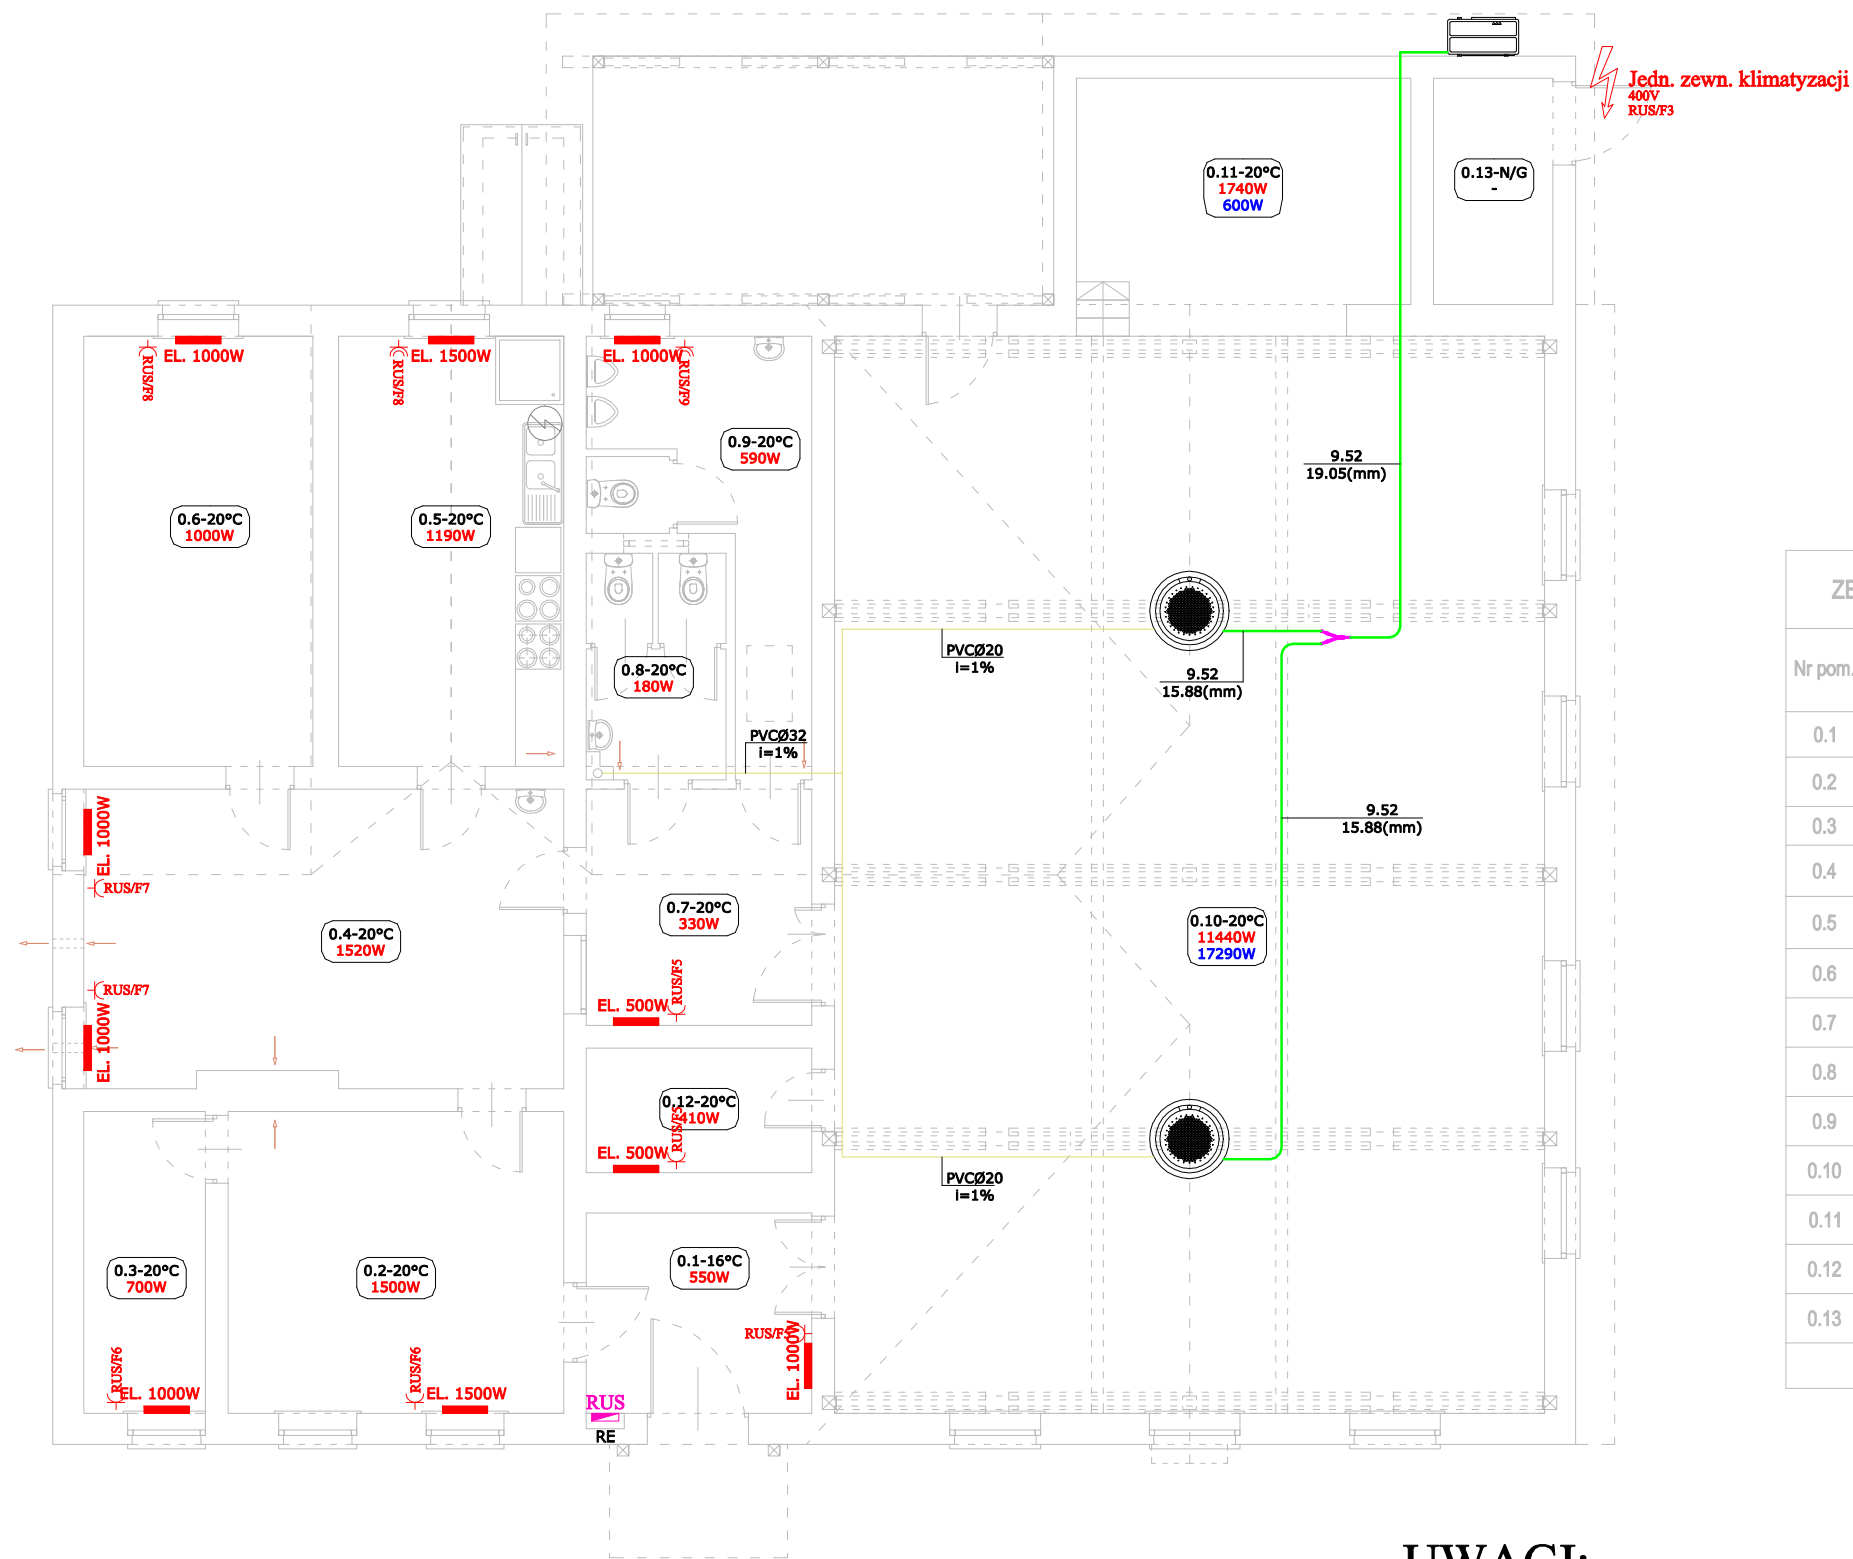 Jedn. zewn. klimatyzacji
400V
RUS/F3
0.11-20°C
1740W
600W
0.13-N/G
-
EL. 1000W
RUS/F8
EL. 1500W
RUS/F8
EL. 1000W
RUS/F9
0.9-20°C
590W
9.52
19.05(mm)
0.6-20°C
1000W
0.5-20°C
1190W
ZE
PVCØ20
i=1%
0.8-20°C
180W
9.52
15.88(mm)
Nr pom.
PVCØ32
i=1%
0.1
0.2
EL. 1000W
9.52
15.88(mm)
0.3
0.4
RUS/F7
0.7-20°C
330W
0.10-20°C
11440W
17290W
0.5
0.4-20°C
1520W
0.6
RUS/F7
RUS/F5
EL. 500W
0.7
EL. 1000W
0.8
0.12-20°C
410W
RUS/F5
0.9
EL. 500W
PVCØ20
i=1%
0.10
0.11
0.3-20°C
700W
0.2-20°C
1500W
0.1-16°C
550W
0.12
RUS/F5
EL. 1000W
0.13
RUS/F6
EL. 1000W
RUS/F6
EL. 1500W
RUS
RE
UWAGI: